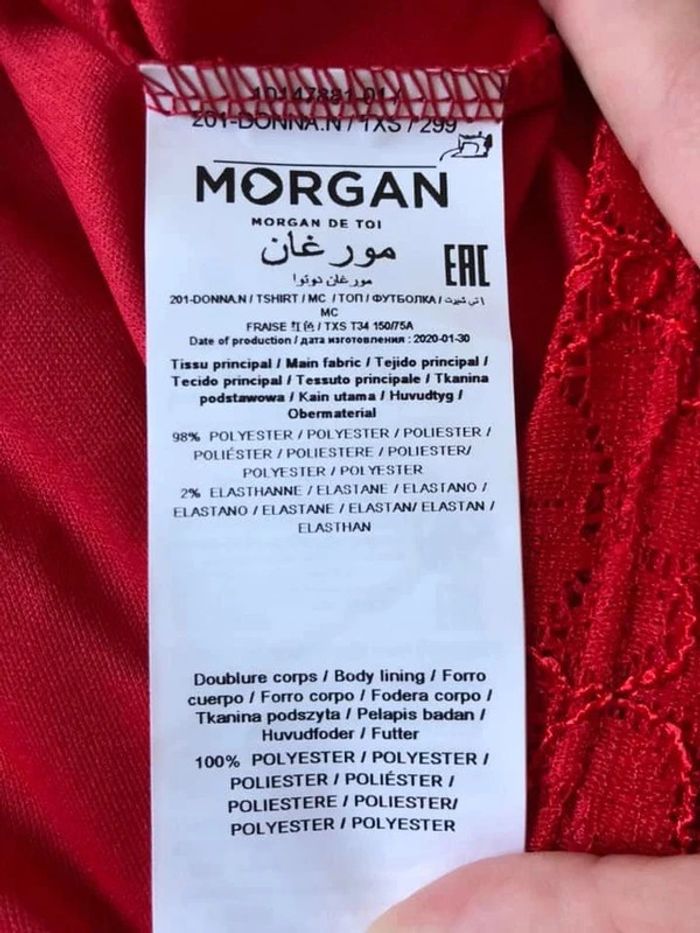 10147881-01 /
201-DONNA.N / TXS / 299
MORGAN
MORGAN DE TOI
مورغان
مورغان دوتوا
EAC
201-DONNA.N / TSHIRT / MC / ТОП / ФУТБОЛКА / تي شيرت
MC
FRAISE 红色 / TXS T34 150/75A
Date of production / дата изготовления : 2020-01-30
Tissu principal / Main fabric / Tejido principal /
Tecido principal / Tessuto principale / Tkanina
podstawowa / Kain utama / Huvudtyg /
Obermaterial
98% POLYESTER / POLYESTER / POLIESTER /
POLIÉSTER / POLIESTERE / POLIESTER/
POLYESTER / POLYESTER
2% ELASTHANNE / ELASTANE / ELASTANO /
ELASTANO / ELASTANE / ELASTAN/ ELASTAN /
ELASTHAN
Doublure corps / Body lining / Forro
cuerpo / Forro corpo / Fodera corpo /
Tkanina podszyta / Pelapis badan /
Huvudfoder / Futter
100% POLYESTER / POLYESTER /
POLIESTER / POLIÉSTER /
POLIESTERE / POLIESTER/
POLYESTER / POLYESTER